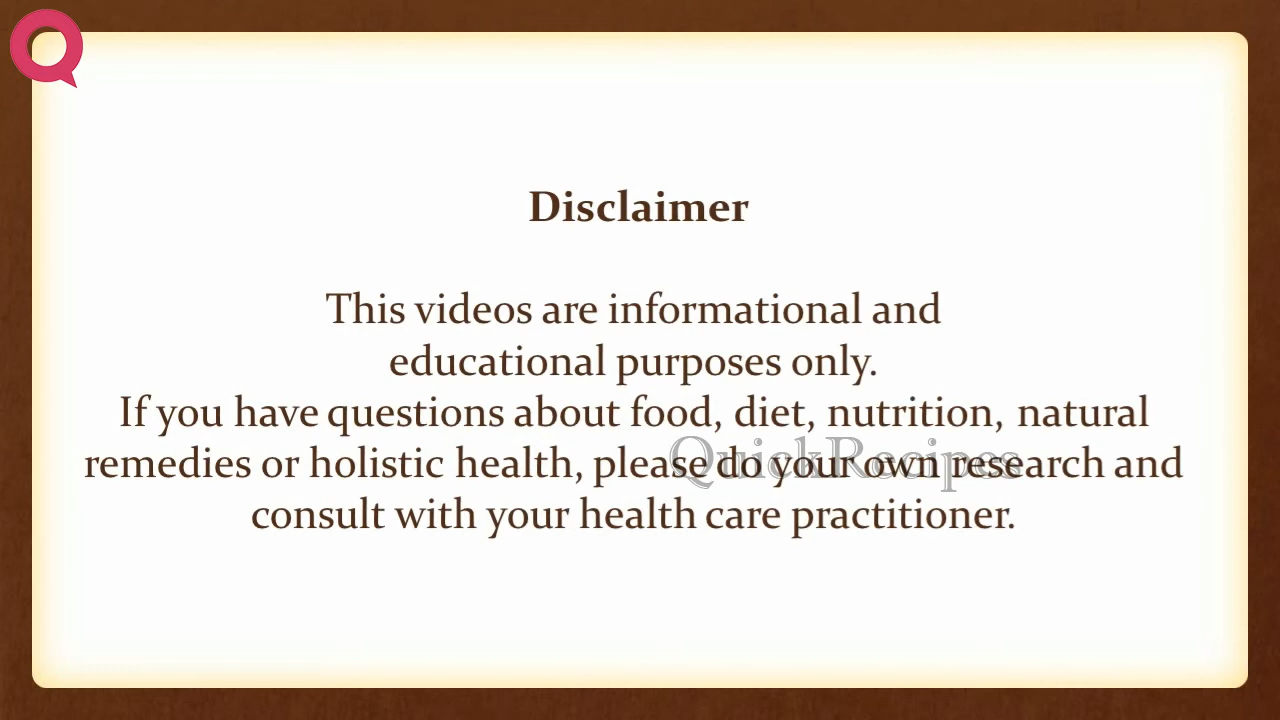 Disclaimer
This videos are informational and
educational purposes only.
If you have questions about food, diet, nutrition, natural
remedies or holistic health, please do your own research and
consult with your health care practitioner.
QuickRecipes